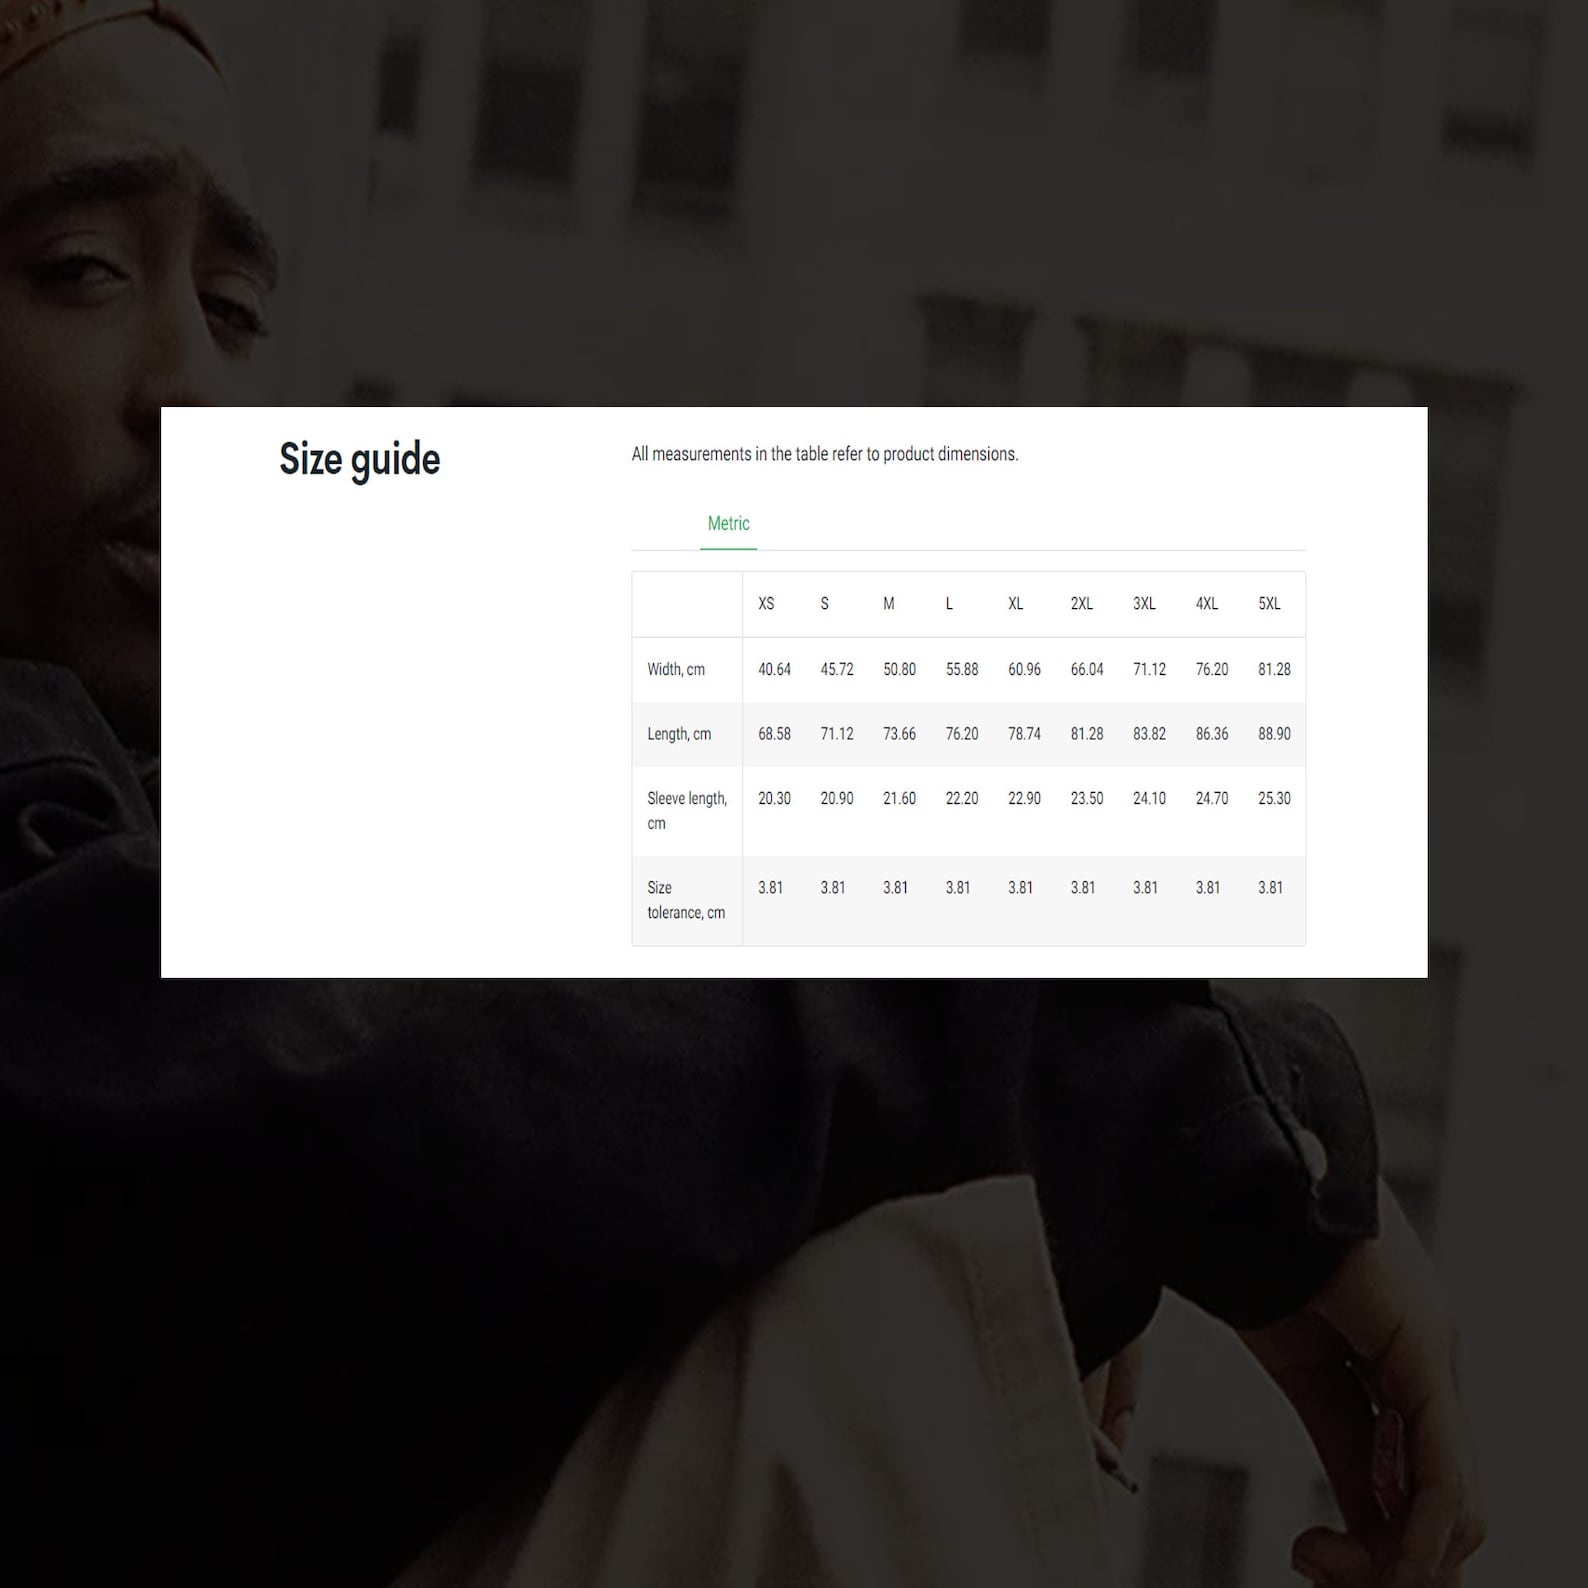 Size guide
All measurements in the table refer to product dimensions.
Metric
XS S M L XL 2XL 3XL 4XL 5XL
Width, cm 40.64 45.72 50.80 55.88 60.96 66.04 71.12 76.20 81.28
Length, cm 68.58 71.12 73.66 76.20 78.74 81.28 83.82 86.36 88.90
Sleeve length, 20.30 20.90 21.60 22.20 22.90 23.50 24.10 24.70 25.30
cm
Size 3.81 3.81 3.81 3.81 3.81 3.81 3.81 3.81 3.81
tolerance, cm